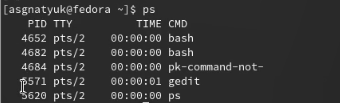 [asgnatyuk@fedora ~]$ ps
PID TTY TIME CMD
4652 pts/2 00:00:00 bash
4682 pts/2 00:00:00 bash
4684 pts/2 00:00:00 pk-command-not-
5571 pts/2 00:00:01 gedit
5620 pts/2 00:00:00 ps